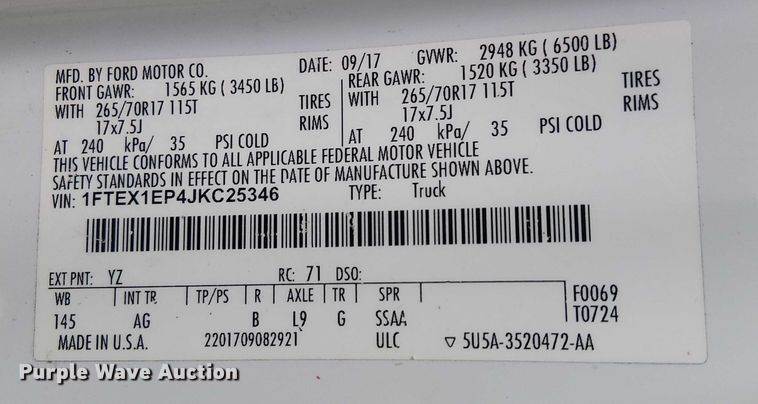 MFD. BY FORD MOTOR CO. DATE: 09/17 GVWR: 2948 KG ( 6500 LB)
FRONT GAWR: 1565 KG ( 3450 LB) REAR GAWR: 1520 KG ( 3350 LB)
WITH 265/70R17 115T TIRES WITH 265/70R17 115T TIRES
17x7.5J RIMS 17x7.5J RIMS
AT 240 kPa/ 35 PSI COLD AT 240 kPa/ 35 PSI COLD
THIS VEHICLE CONFORMS TO ALL APPLICABLE FEDERAL MOTOR VEHICLE
SAFETY STANDARDS IN EFFECT ON THE DATE OF MANUFACTURE SHOWN ABOVE.
VIN: 1FTEX1EP4JKC25346 TYPE: Truck
EXT PNT: YZ RC: 71 DSO:
WB INT TR TP/PS R AXLE TR SPR F0069
145 AG B L9 G SSAA T0724
MADE IN U.S.A. 2201709082921 ULC ▽ 5U5A-3520472-AA
Purple Wave Auction